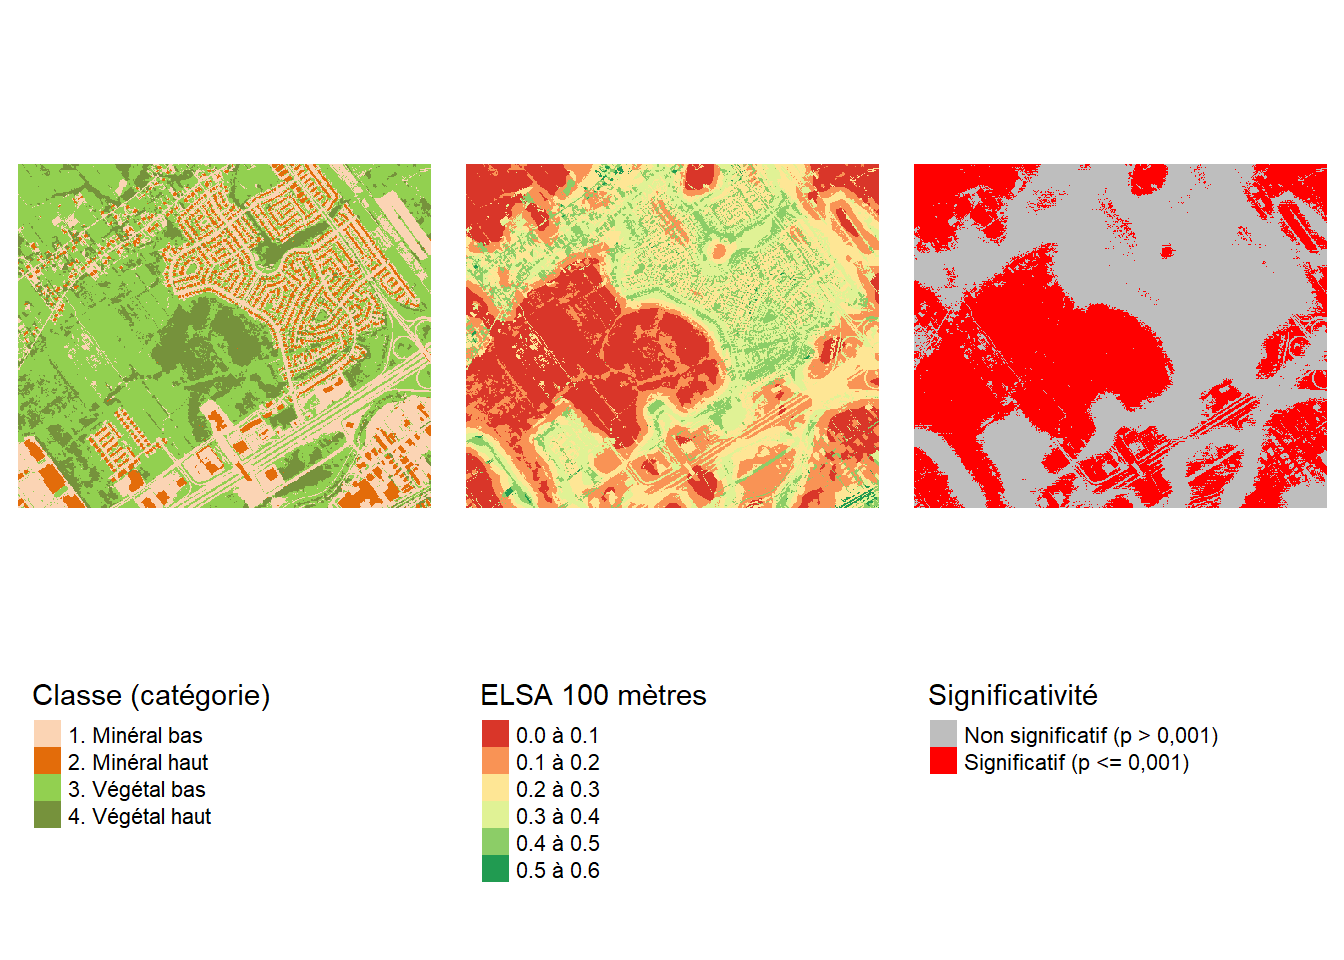 Classe (catégorie)
1. Minéral bas
2. Minéral haut
3. Végétal bas
4. Végétal haut
ELSA 100 mètres
0.0 à 0.1
0.1 à 0.2
0.2 à 0.3
0.3 à 0.4
0.4 à 0.5
0.5 à 0.6
Significativité
Non significatif (p > 0,001)
Significatif (p <= 0,001)